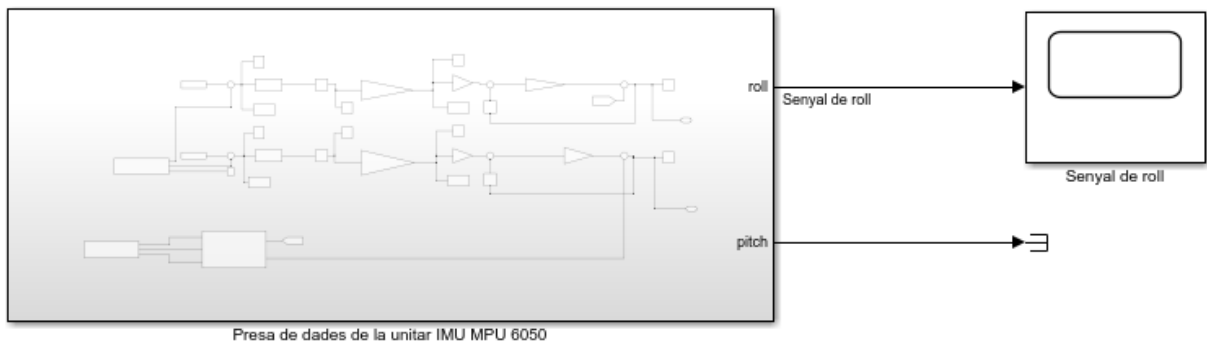 roll
Senyal de roll
Senyal de roll
pitch
Presa de dades de la unitar IMU MPU 6050